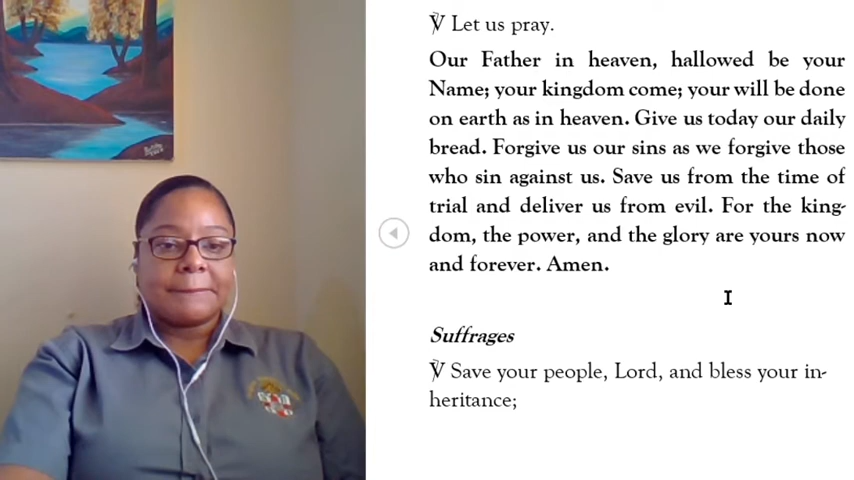 ℣ Let us pray.
Our Father in heaven, hallowed be your
Name; your kingdom come; your will be done
on earth as in heaven. Give us today our daily
bread. Forgive us our sins as we forgive those
who sin against us. Save us from the time of
trial and deliver us from evil. For the king-
dom, the power, and the glory are yours now
and forever. Amen.
Suffrages
℣ Save your people, Lord, and bless your in-
heritance;